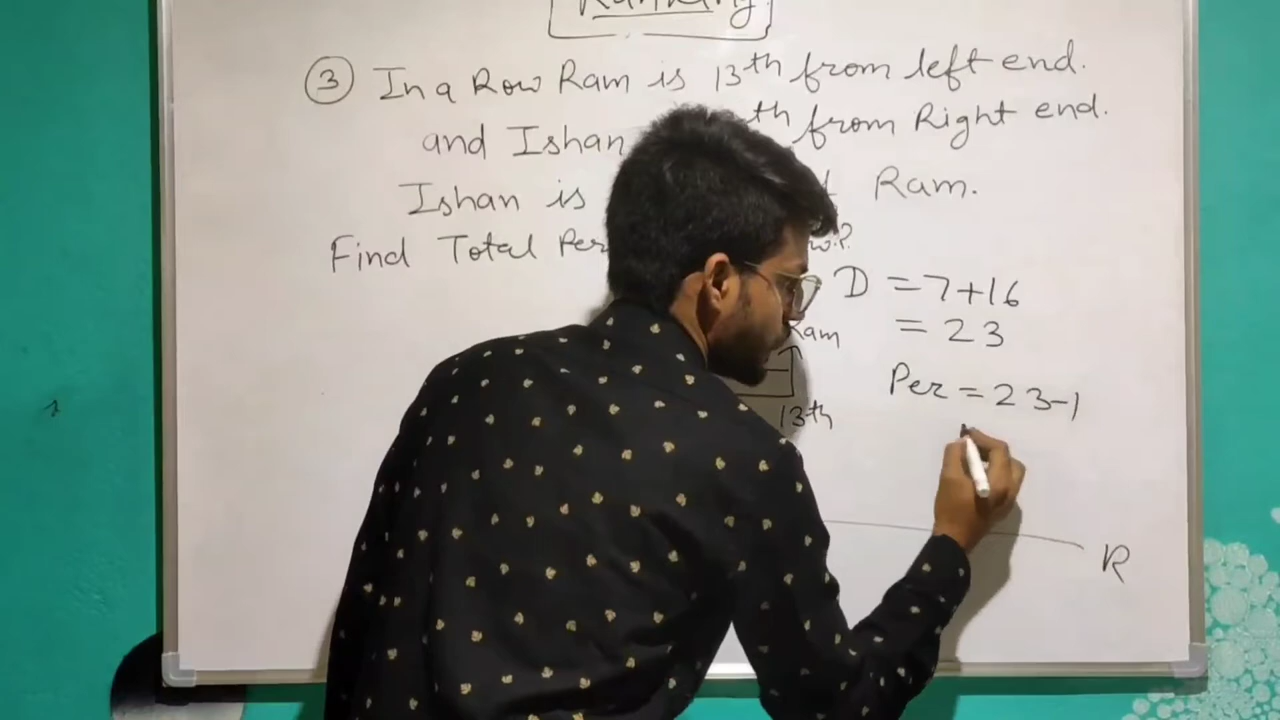 Ranking
③ In a Row Ram is 13th from left end.
and Ishan th from Right end.
Ishan is Ram.
Find Total Per
D = 7+16
= 23
Ram
Per = 23-1
13th
R